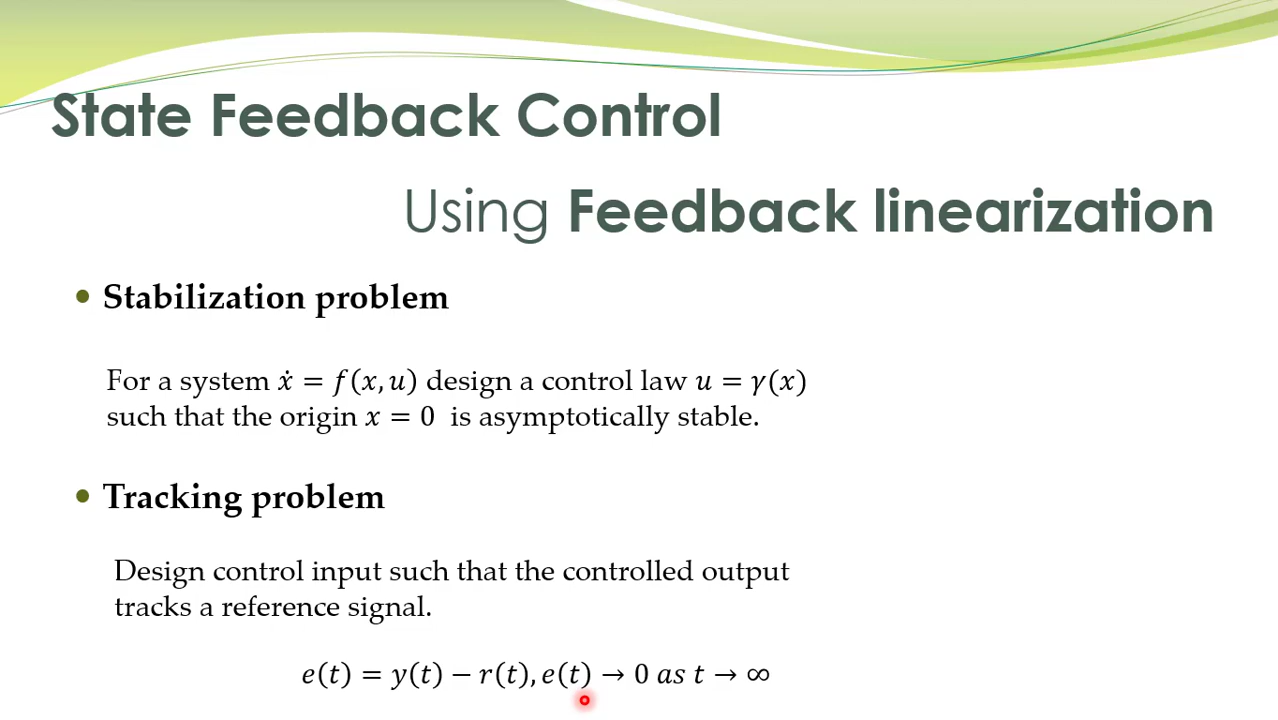 State Feedback Control
Using Feedback linearization
• Stabilization problem
For a system ẋ = f(x, u) design a control law u = γ(x)
such that the origin x = 0 is asymptotically stable.
• Tracking problem
Design control input such that the controlled output
tracks a reference signal.
e(t) = y(t) − r(t), e(t) → 0 as t → ∞